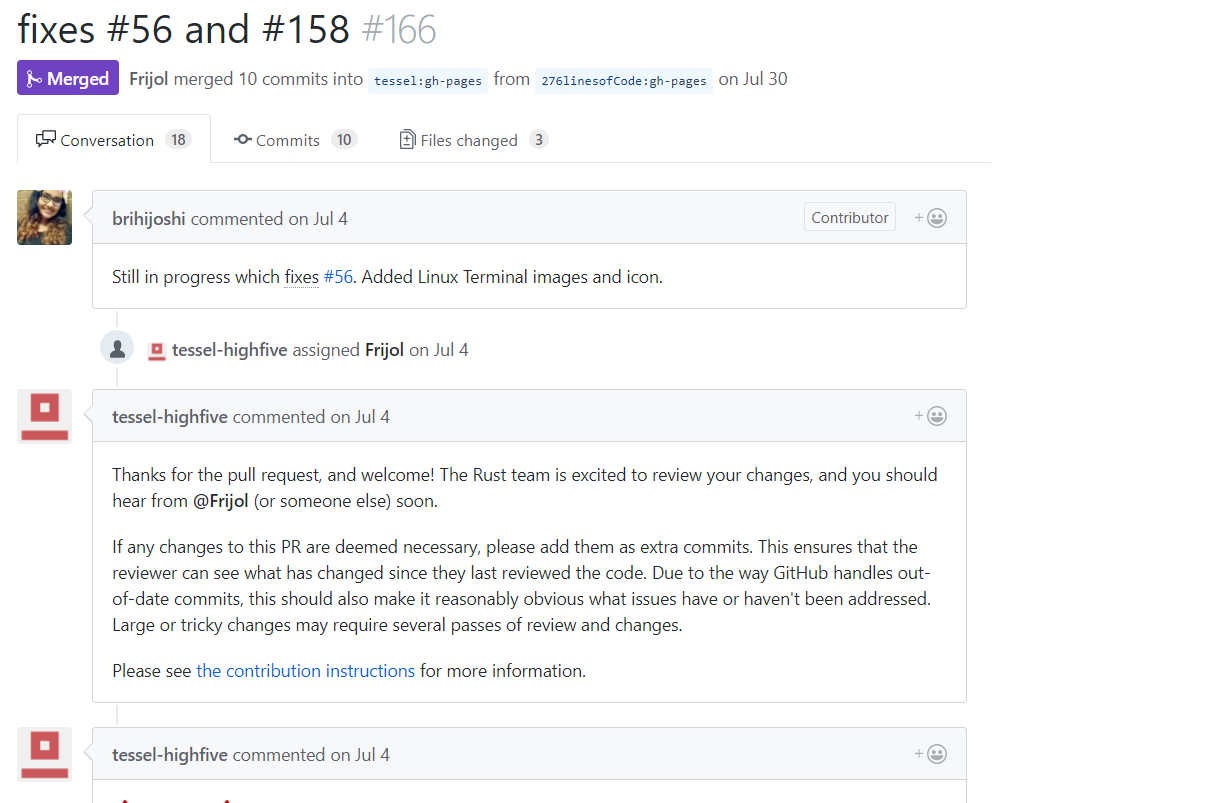 fixes #56 and #158 #166
Merged Frijol merged 10 commits into tessel:gh-pages from 276linesofCode:gh-pages on Jul 30
Conversation 18 Commits 10 Files changed 3
brihijoshi commented on Jul 4 Contributor +
Still in progress which fixes #56. Added Linux Terminal images and icon.
tessel-highfive assigned Frijol on Jul 4
tessel-highfive commented on Jul 4 +
Thanks for the pull request, and welcome! The Rust team is excited to review your changes, and you should
hear from @Frijol (or someone else) soon.
If any changes to this PR are deemed necessary, please add them as extra commits. This ensures that the
reviewer can see what has changed since they last reviewed the code. Due to the way GitHub handles out-
of-date commits, this should also make it reasonably obvious what issues have or haven't been addressed.
Large or tricky changes may require several passes of review and changes.
Please see the contribution instructions for more information.
tessel-highfive commented on Jul 4 +